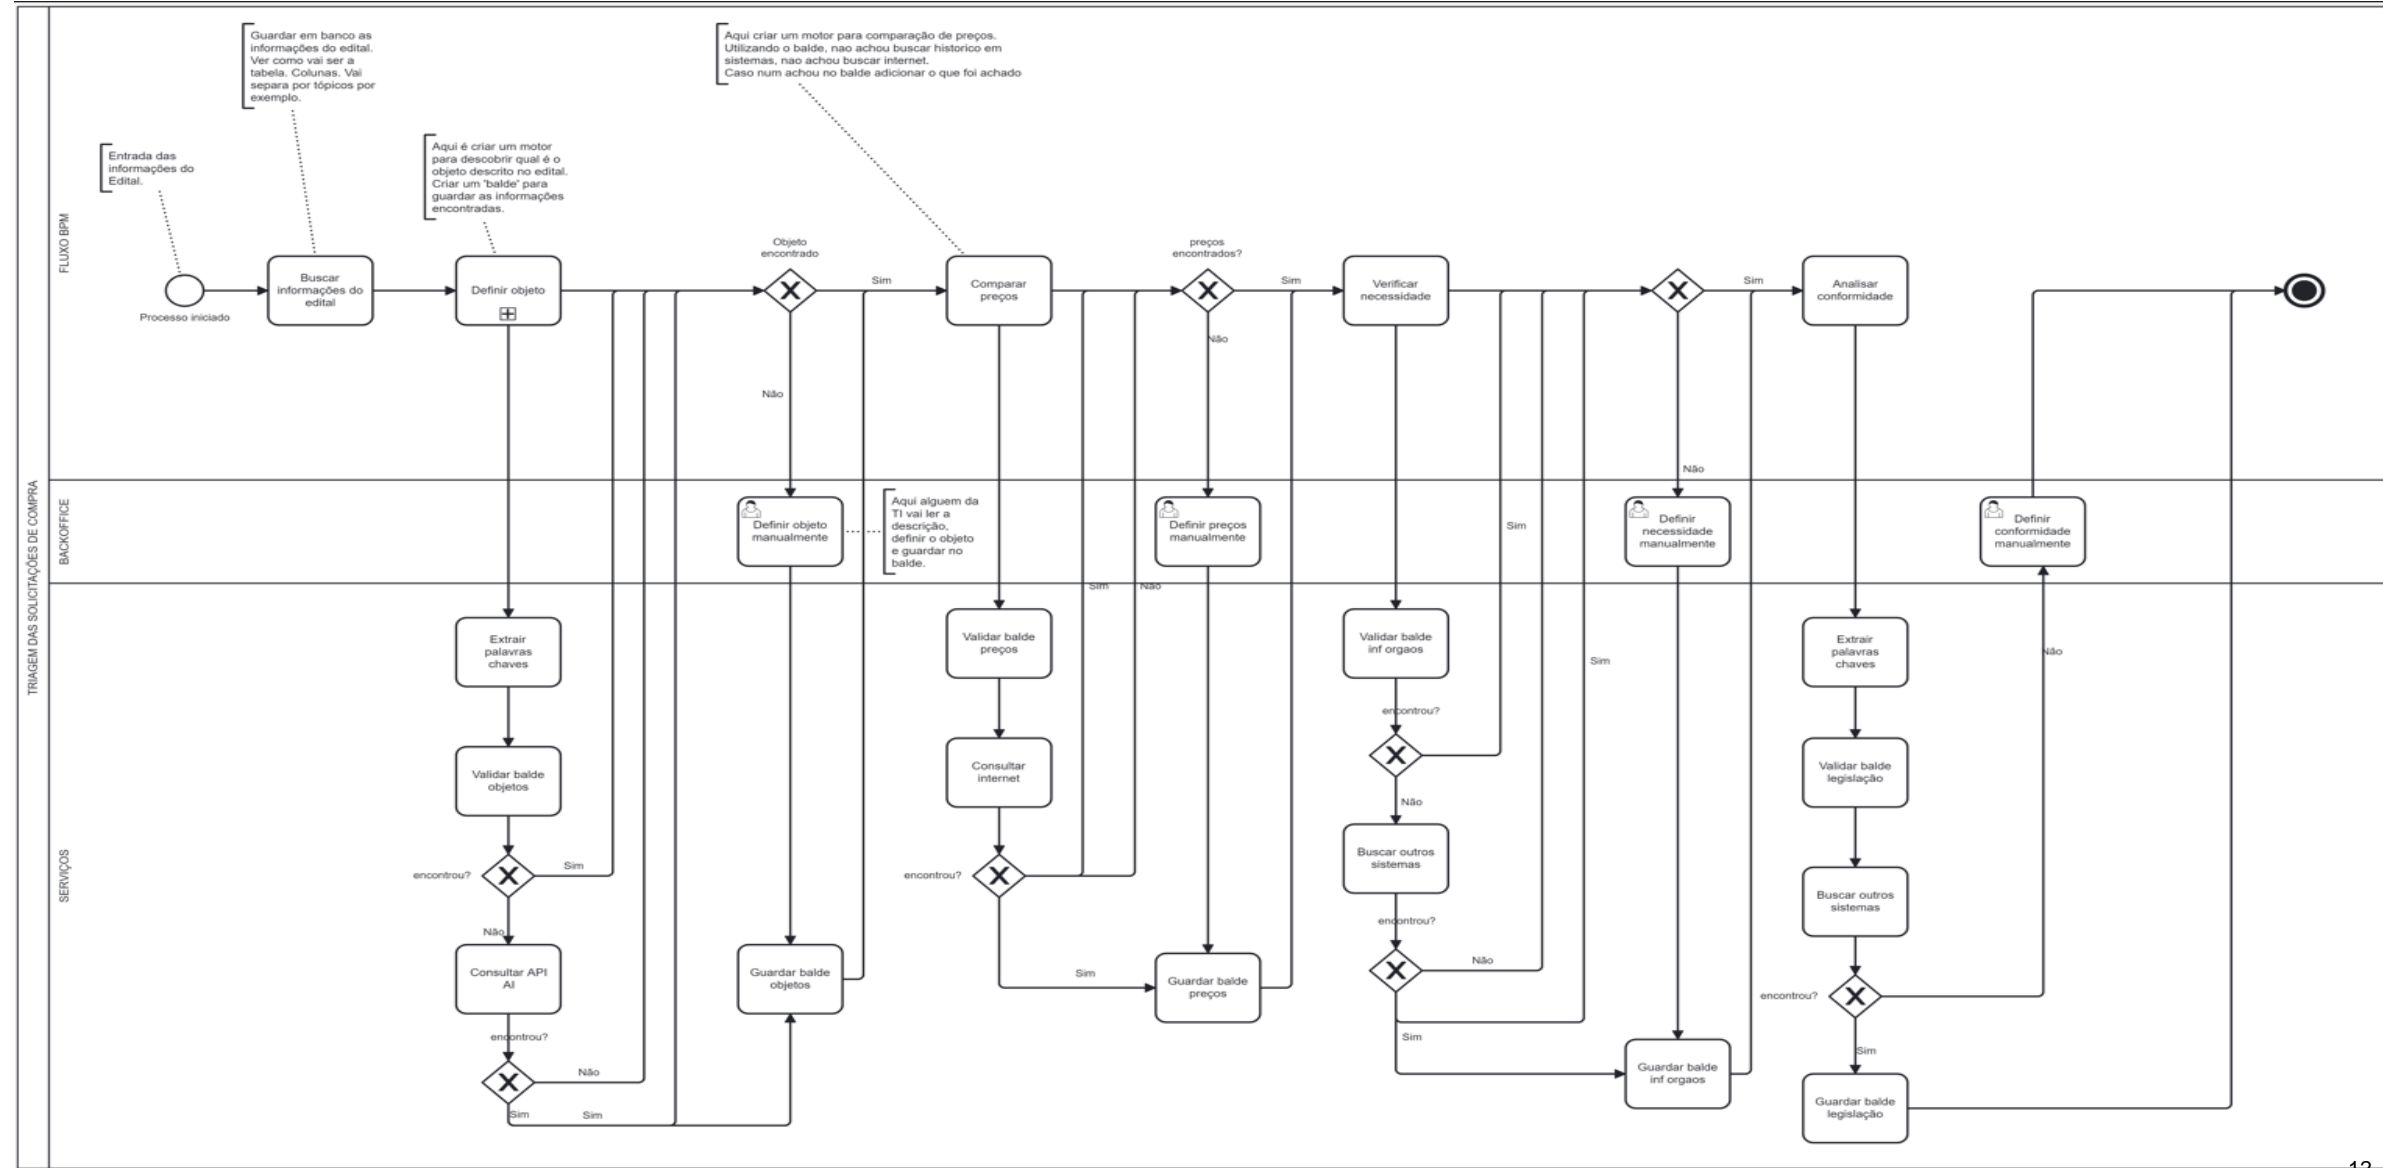 TRIAGEM DAS SOLICITAÇÕES DE COMPRA
FLUXO BPM
Guardar em banco as
informações do edital.
Ver como vai ser a
tabela. Colunas. Vai
separa por tópicos por
exemplo.
Aqui criar um motor para comparação de preços.
Utilizando o balde, nao achou buscar historico em
sistemas, nao achou buscar internet.
Caso num achou no balde adicionar o que foi achado
Entrada das
informações do
Edital.
Aqui é criar um motor
para descobrir qual é o
objeto descrito no edital.
Criar um 'balde' para
guardar as informações
encontradas.
Processo iniciado
Buscar
informações do
edital
Definir objeto
Objeto
encontrado
Sim
Não
Comparar
preços
preços
encontrados?
Sim
Não
Verificar
necessidade
Sim
Não
Analisar
conformidade
BACKOFFICE
Definir objeto
manualmente
Aqui alguem da
TI vai ler a
descrição,
definir o objeto
e guardar no
balde.
Definir preços
manualmente
Sim
Definir
necessidade
manualmente
Definir
conformidade
manualmente
SERVIÇOS
Extrair
palavras
chaves
Validar balde
objetos
encontrou?
Sim
Não
Consultar API
AI
encontrou?
Não
Sim
Sim
Guardar balde
objetos
Sim
Não
Validar balde
preços
Consultar
internet
encontrou?
Sim
Guardar balde
preços
Validar balde
inf orgaos
encontrou?
Sim
Não
Buscar outros
sistemas
encontrou?
Não
Sim
Guardar balde
inf orgaos
Extrair
palavras
chaves
Não
Validar balde
legislação
Buscar outros
sistemas
encontrou?
Sim
Guardar balde
legislação